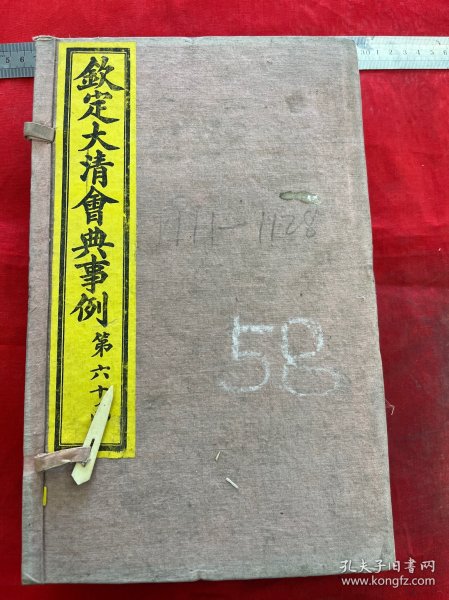 欽定大清會典事例 第六十
1111—1128
58
孔夫子旧书网
www.kongfz.com